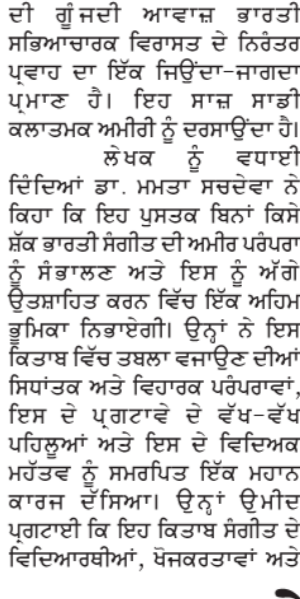 ਦੀ ਗੂੰਜਦੀ ਆਵਾਜ਼ ਭਾਰਤੀ
ਸਭਿਆਚਾਰਕ ਵਿਰਾਸਤ ਦੇ ਨਿਰੰਤਰ
ਪ੍ਰਵਾਹ ਦਾ ਇੱਕ ਜਿਉਂਦਾ-ਜਾਗਦਾ
ਪ੍ਰਮਾਣ ਹੈ। ਇਹ ਸਾਜ਼ ਸਾਡੀ
ਕਲਾਤਮਕ ਅਮੀਰੀ ਨੂੰ ਦਰਸਾਉਂਦਾ ਹੈ।
ਲੇਖਕ ਨੂੰ ਵਧਾਈ
ਦਿੰਦਿਆਂ ਡਾ. ਮਮਤਾ ਸਚਦੇਵਾ ਨੇ
ਕਿਹਾ ਕਿ ਇਹ ਪੁਸਤਕ ਬਿਨਾਂ ਕਿਸੇ
ਸ਼ੱਕ ਭਾਰਤੀ ਸੰਗੀਤ ਦੀ ਅਮੀਰ ਪਰੰਪਰਾ
ਨੂੰ ਸੰਭਾਲਣ ਅਤੇ ਇਸ ਨੂੰ ਅੱਗੇ
ਉਤਸ਼ਾਹਿਤ ਕਰਨ ਵਿੱਚ ਇੱਕ ਅਹਿਮ
ਭੂਮਿਕਾ ਨਿਭਾਏਗੀ। ਉਨ੍ਹਾਂ ਨੇ ਇਸ
ਕਿਤਾਬ ਵਿੱਚ ਤਬਲਾ ਵਜਾਉਣ ਦੀਆਂ
ਸਿਧਾਂਤਕ ਅਤੇ ਵਿਹਾਰਕ ਪਰੰਪਰਾਵਾਂ,
ਇਸ ਦੇ ਪ੍ਰਗਟਾਵੇ ਦੇ ਵੱਖ-ਵੱਖ
ਪਹਿਲੂਆਂ ਅਤੇ ਇਸ ਦੇ ਵਿਦਿਅਕ
ਮਹੱਤਵ ਨੂੰ ਸਮਰਪਿਤ ਇੱਕ ਮਹਾਨ
ਕਾਰਜ ਦੱਸਿਆ। ਉਨ੍ਹਾਂ ਉਮੀਦ
ਪ੍ਰਗਟਾਈ ਕਿ ਇਹ ਕਿਤਾਬ ਸੰਗੀਤ ਦੇ
ਵਿਦਿਆਰਥੀਆਂ, ਖੋਜਕਰਤਾਵਾਂ ਅਤੇ